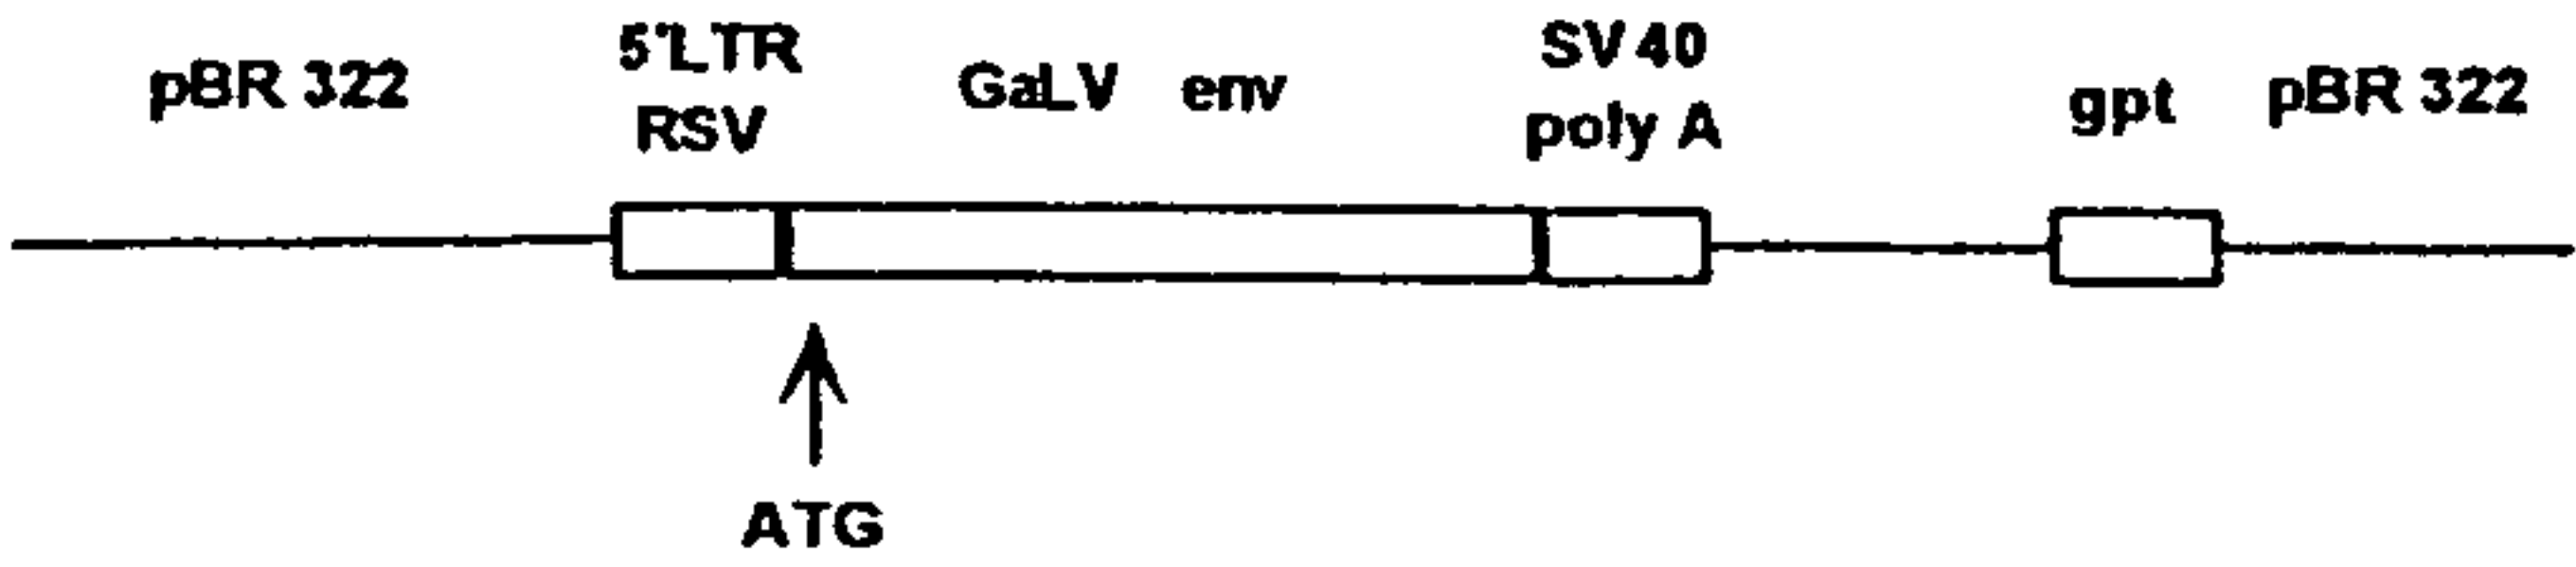 pBR 322
5'LTR
RSV
GaLV env
SV40
poly A
gpt
pBR 322
ATG